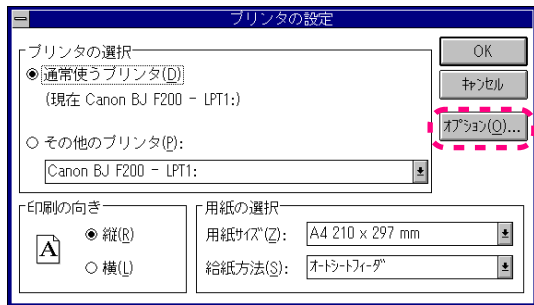 プリンタの設定
プリンタの選択
通常使うプリンタ(D)
(現在 Canon BJ F200 - LPT1:)
その他のプリンタ(P):
Canon BJ F200 - LPT1:
OK
ｷｬﾝｾﾙ
ｵﾌﾟｼｮﾝ(O)...
印刷の向き
A
縦(R)
横(L)
用紙の選択
用紙ｻｲｽﾞ(Z): A4 210 x 297 mm
給紙方法(S): ｵｰﾄｼｰﾄﾌｨｰﾀﾞ